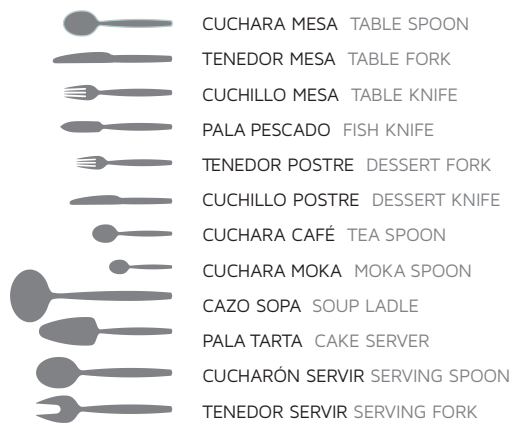 CUCHARA MESA TABLE SPOON
TENEDOR MESA TABLE FORK
CUCHILLO MESA TABLE KNIFE
PALA PESCADO FISH KNIFE
TENEDOR POSTRE DESSERT FORK
CUCHILLO POSTRE DESSERT KNIFE
CUCHARA CAFÉ TEA SPOON
CUCHARA MOKA MOKA SPOON
CAZO SOPA SOUP LADLE
PALA TARTA CAKE SERVER
CUCHARÓN SERVIR SERVING SPOON
TENEDOR SERVIR SERVING FORK